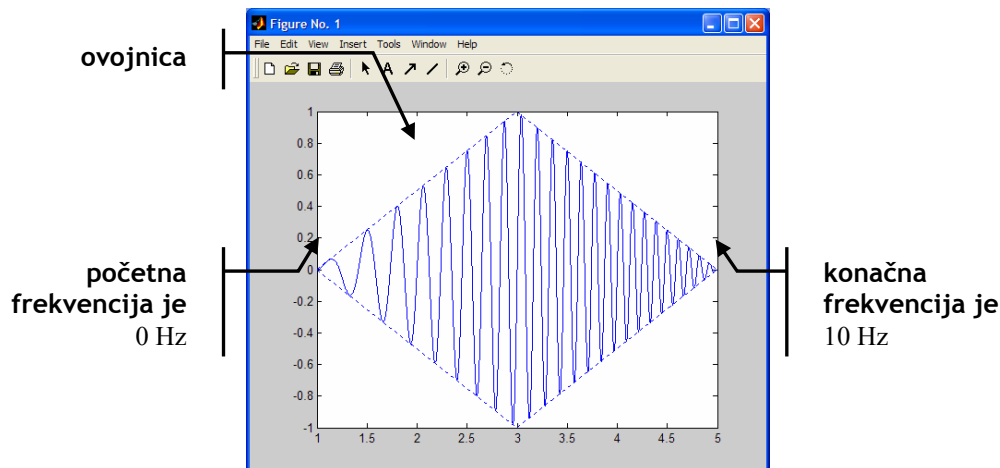 Figure No. 1
File Edit View Insert Tools Window Help
ovojnica
A
1
0.8
0.6
0.4
0.2
0
-0.2
-0.4
-0.6
-0.8
-1
1 1.5 2 2.5 3 3.5 4 4.5 5
početna
frekvencija je
0 Hz
konačna
frekvencija je
10 Hz